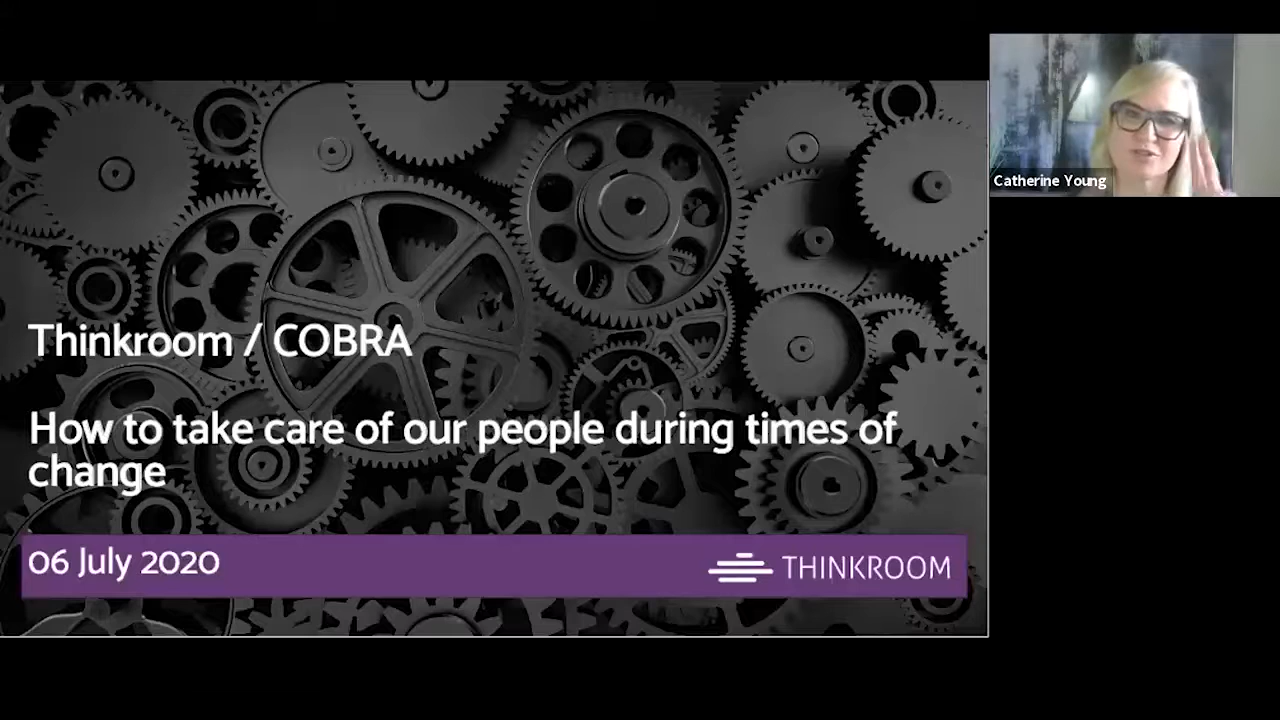 Thinkroom / COBRA
How to take care of our people during times of
change
06 July 2020
THINKROOM
Catherine Young